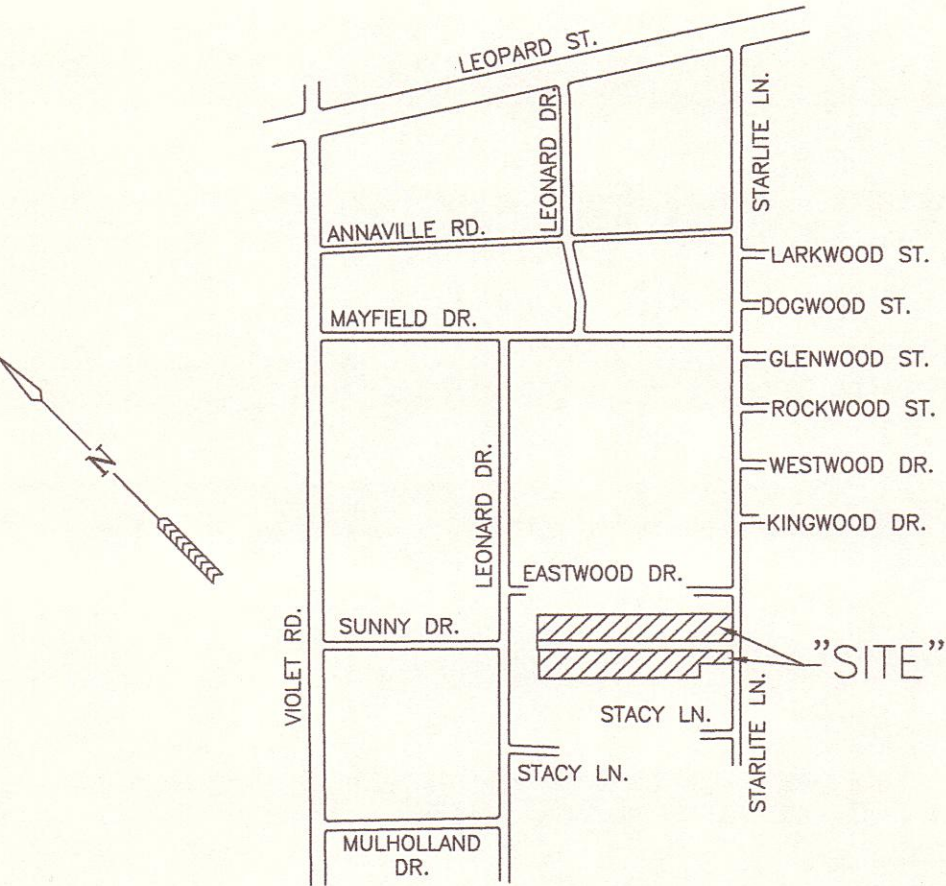 LEOPARD ST.
LEONARD DR.
STARLITE LN.
ANNAVILLE RD.
LARKWOOD ST.
MAYFIELD DR.
DOGWOOD ST.
GLENWOOD ST.
ROCKWOOD ST.
N
LEONARD DR.
WESTWOOD DR.
KINGWOOD DR.
EASTWOOD DR.
VIOLET RD.
SUNNY DR.
"SITE"
STACY LN.
STARLITE LN.
STACY LN.
MULHOLLAND
DR.